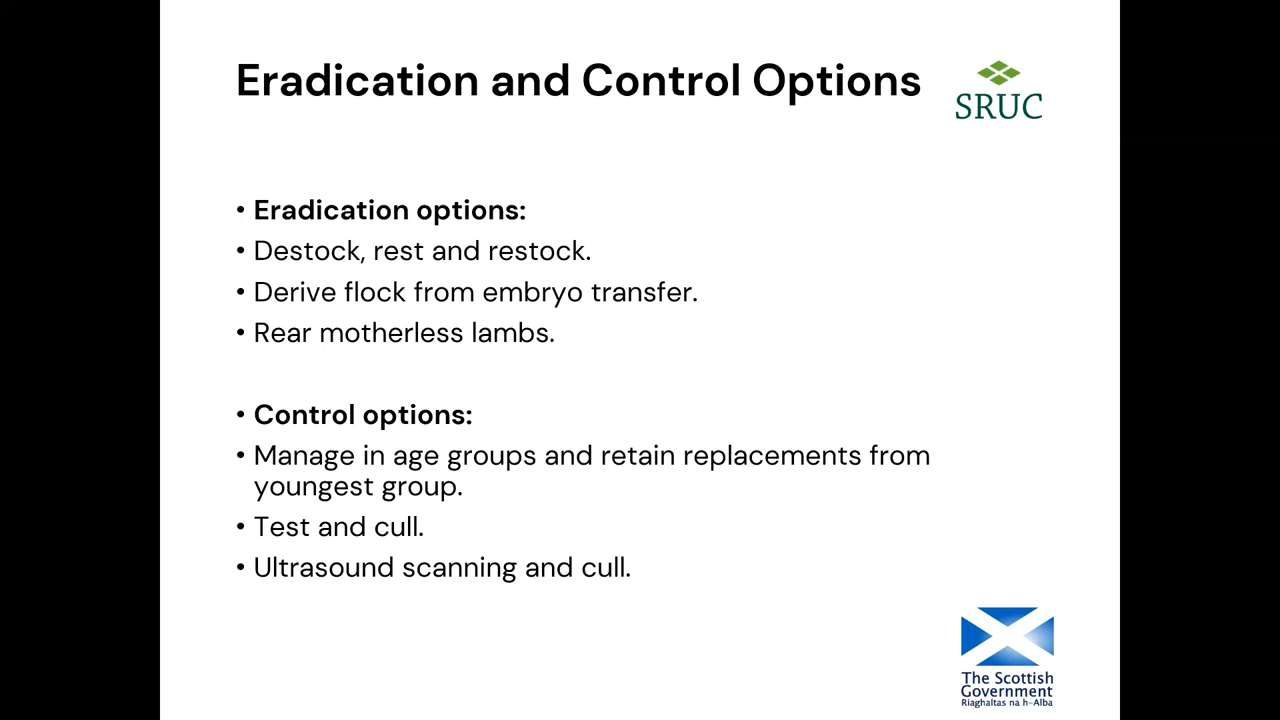 Eradication and Control Options
SRUC
• Eradication options:
• Destock, rest and restock.
• Derive flock from embryo transfer.
• Rear motherless lambs.
• Control options:
• Manage in age groups and retain replacements from
youngest group.
• Test and cull.
• Ultrasound scanning and cull.
The Scottish
Government
Riaghaltas na h-Alba